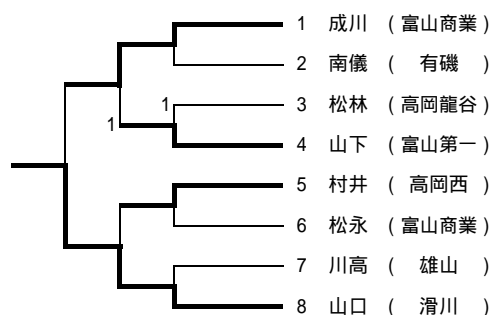 1 成川 (富山商業)
2 南儀 ( 有磯 )
1
3 松林 (高岡龍谷)
1
4 山下 (富山第一)
5 村井 ( 高岡西 )
6 松永 (富山商業)
7 川高 ( 雄山 )
8 山口 ( 滑川 )